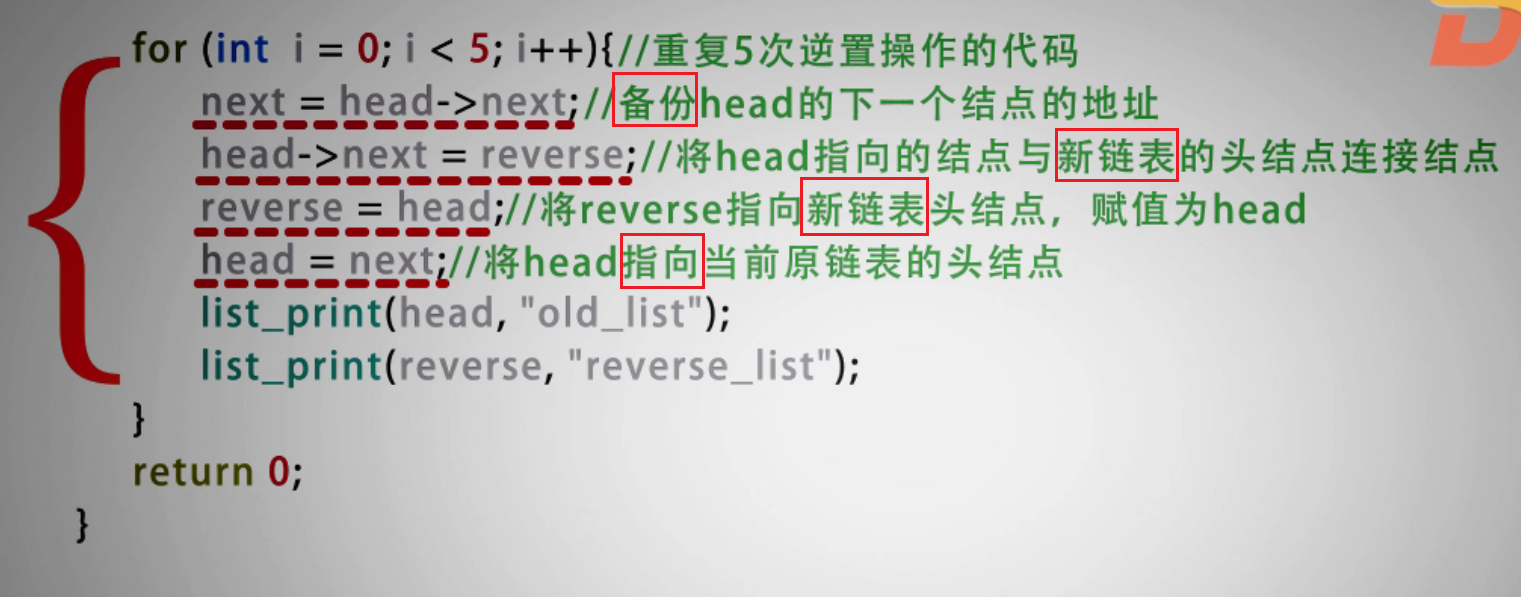 for (int i = 0; i < 5; i++){//重复5次逆置操作的代码
next = head->next;//备份head的下一个结点的地址
head->next = reverse;//将head指向的结点与新链表的头结点连接结点
reverse = head;//将reverse指向新链表头结点，赋值为head
head = next;//将head指向当前原链表的头结点
list_print(head, "old_list");
list_print(reverse, "reverse_list");
}
return 0;
}